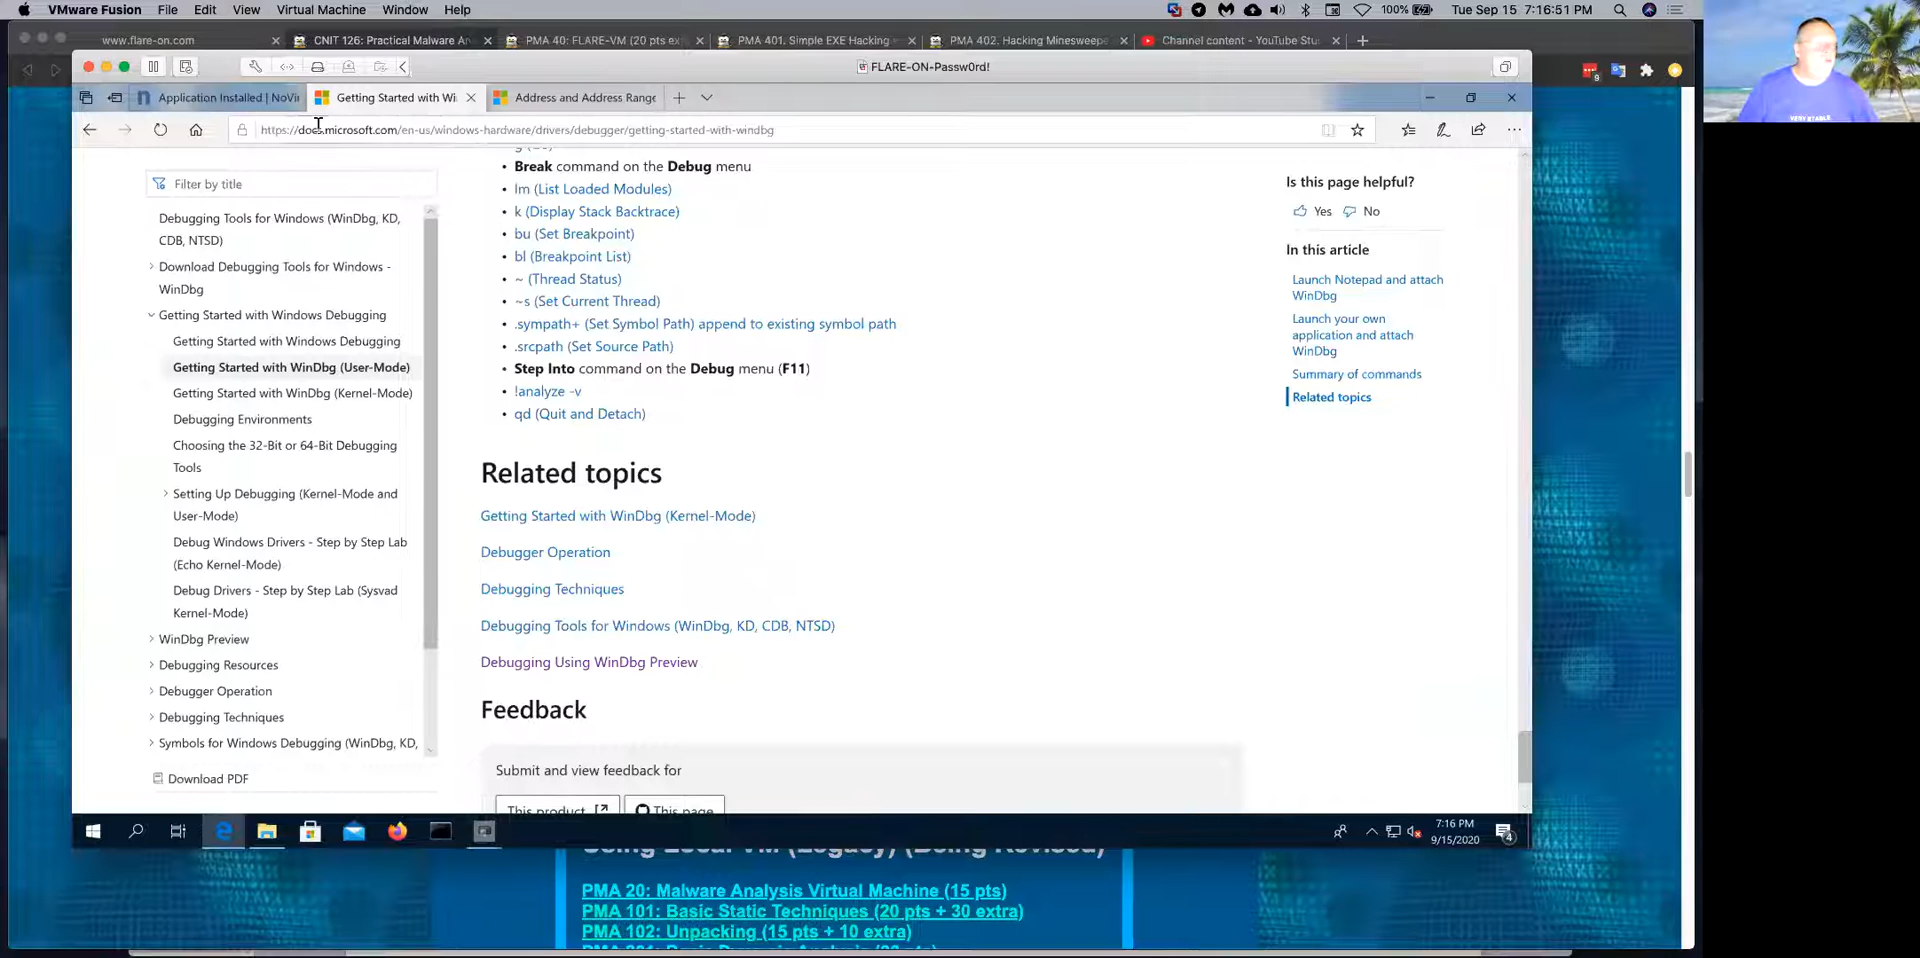 VMware Fusion File Edit View Virtual Machine Window Help
100% Tue Sep 15 7:16:51 PM
www.flare-on.com
CNIT 126: Practical Malware An
PMA 40: FLARE-VM (20 pts ex
PMA 401. Simple EXE Hacking
PMA 402. Hacking Minesweepe
Channel content - YouTube Stu
FLARE-ON-Passw0rd!
Application Installed | NoVi
Getting Started with Wi
Address and Address Range
https://docs.microsoft.com/en-us/windows-hardware/drivers/debugger/getting-started-with-windbg
Filter by title
Debugging Tools for Windows (WinDbg, KD,
CDB, NTSD)
Download Debugging Tools for Windows -
WinDbg
Getting Started with Windows Debugging
Getting Started with Windows Debugging
Getting Started with WinDbg (User-Mode)
Getting Started with WinDbg (Kernel-Mode)
Debugging Environments
Choosing the 32-Bit or 64-Bit Debugging
Tools
Setting Up Debugging (Kernel-Mode and
User-Mode)
Debug Windows Drivers - Step by Step Lab
(Echo Kernel-Mode)
Debug Drivers - Step by Step Lab (Sysvad
Kernel-Mode)
WinDbg Preview
Debugging Resources
Debugger Operation
Debugging Techniques
Symbols for Windows Debugging (WinDbg, KD,
Download PDF
• Break command on the Debug menu
• lm (List Loaded Modules)
• k (Display Stack Backtrace)
• bu (Set Breakpoint)
• bl (Breakpoint List)
• ~ (Thread Status)
• ~s (Set Current Thread)
• .sympath+ (Set Symbol Path) append to existing symbol path
• .srcpath (Set Source Path)
• Step Into command on the Debug menu (F11)
• !analyze -v
• qd (Quit and Detach)
Related topics
Getting Started with WinDbg (Kernel-Mode)
Debugger Operation
Debugging Techniques
Debugging Tools for Windows (WinDbg, KD, CDB, NTSD)
Debugging Using WinDbg Preview
Feedback
Submit and view feedback for
This product
This page
Is this page helpful?
Yes No
In this article
Launch Notepad and attach
WinDbg
Launch your own
application and attach
WinDbg
Summary of commands
Related topics
7:16 PM
9/15/2020
4
Using Local VM (Legacy) (Being Revised)
PMA 20: Malware Analysis Virtual Machine (15 pts)
PMA 101: Basic Static Techniques (20 pts + 30 extra)
PMA 102: Unpacking (15 pts + 10 extra)
VERY STABLE